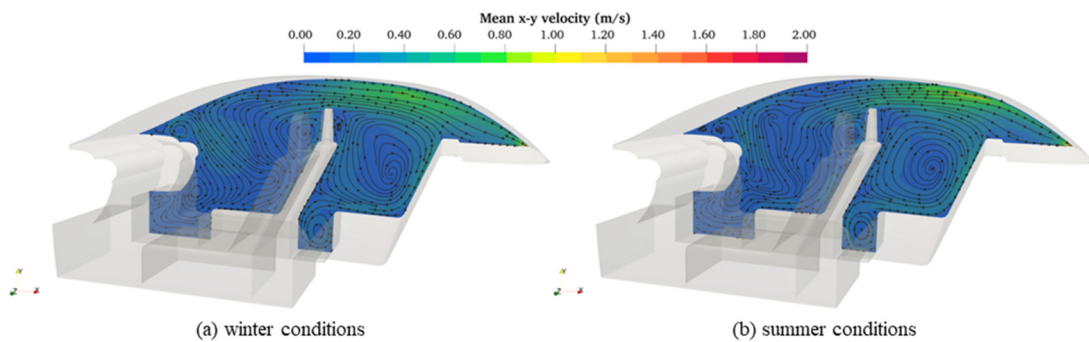 Mean x-y velocity (m/s)
0.00 0.20 0.40 0.60 0.80 1.00 1.20 1.40 1.60 1.80 2.00
Y
Z X
Y
Z X
(a) winter conditions
(b) summer conditions